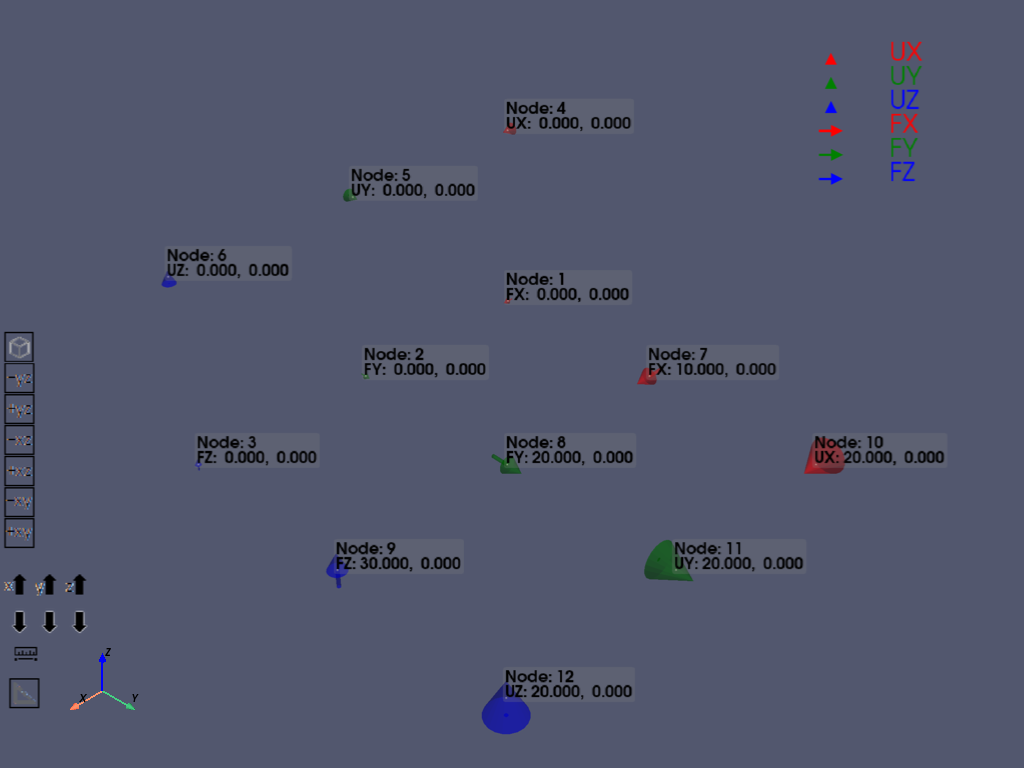 UX
UY
UZ
FX
FY
FZ
Node: 4
UX: 0.000, 0.000
Node: 5
UY: 0.000, 0.000
Node: 6
UZ: 0.000, 0.000
Node: 1
FX: 0.000, 0.000
Node: 2
FY: 0.000, 0.000
Node: 7
FX: 10.000, 0.000
Node: 3
FZ: 0.000, 0.000
Node: 8
FY: 20.000, 0.000
Node: 10
UX: 20.000, 0.000
Node: 9
FZ: 30.000, 0.000
Node: 11
UY: 20.000, 0.000
Node: 12
UZ: 20.000, 0.000
-yz
+yz
-xz
+xz
-xy
+xy
x y z
Z
X Y